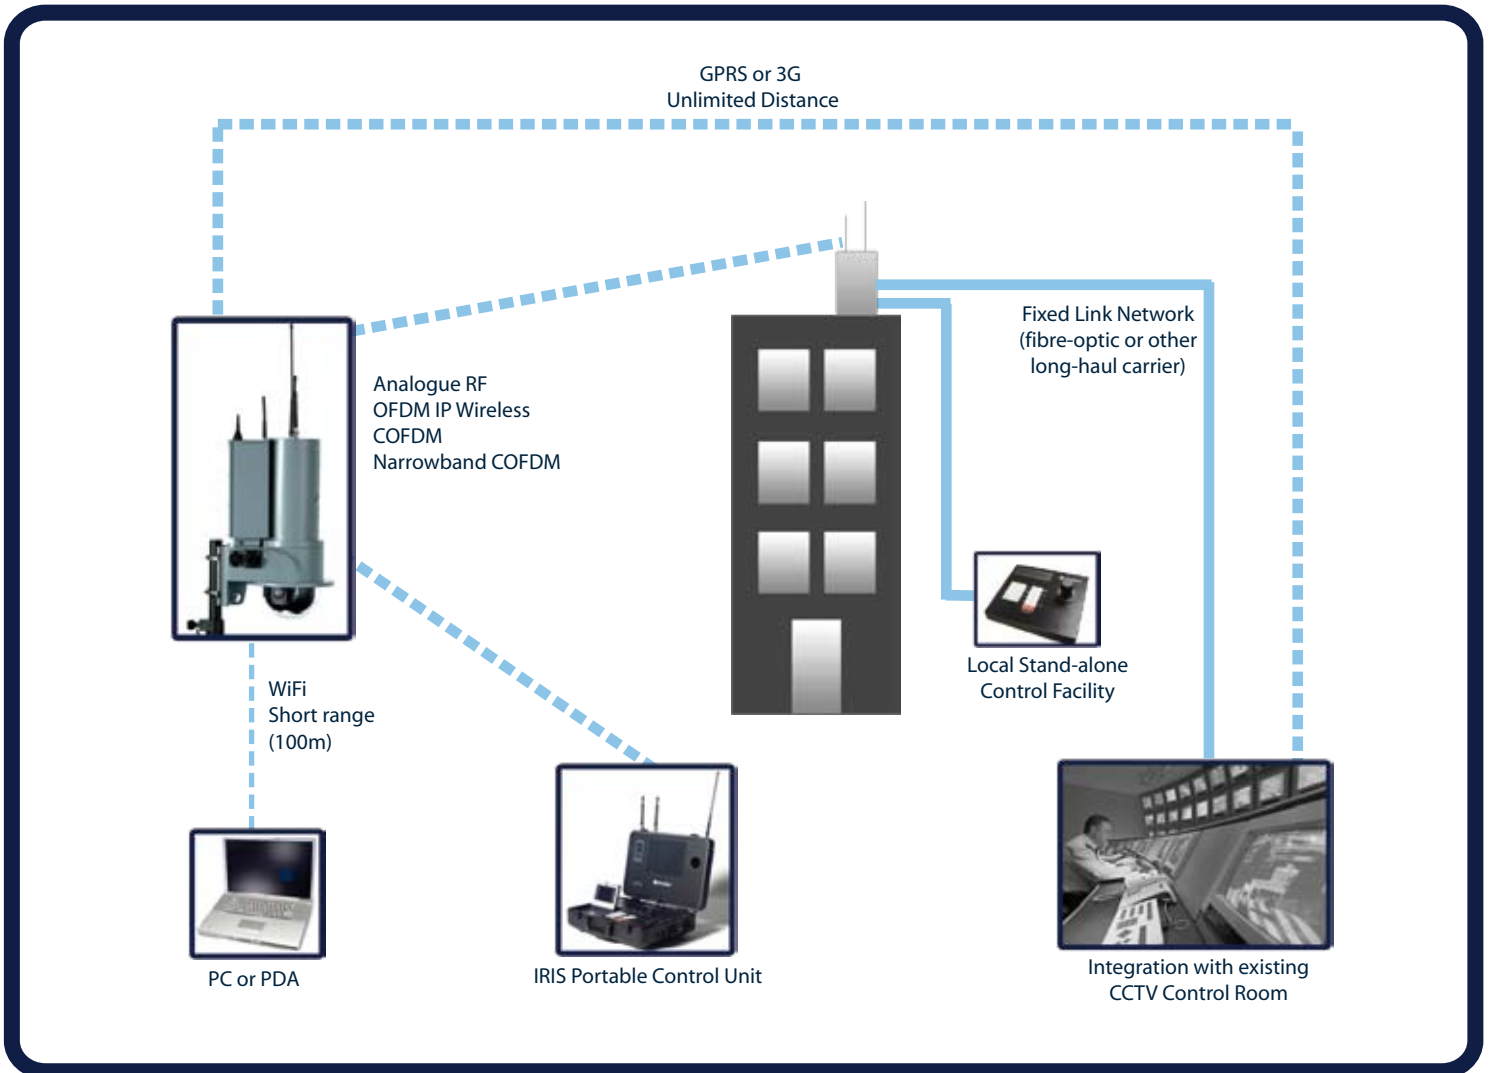 GPRS or 3G
Unlimited Distance
Fixed Link Network
(fibre-optic or other
long-haul carrier)
Analogue RF
OFDM IP Wireless
COFDM
Narrowband COFDM
Local Stand-alone
Control Facility
WiFi
Short range
(100m)
PC or PDA
IRIS Portable Control Unit
Integration with existing
CCTV Control Room